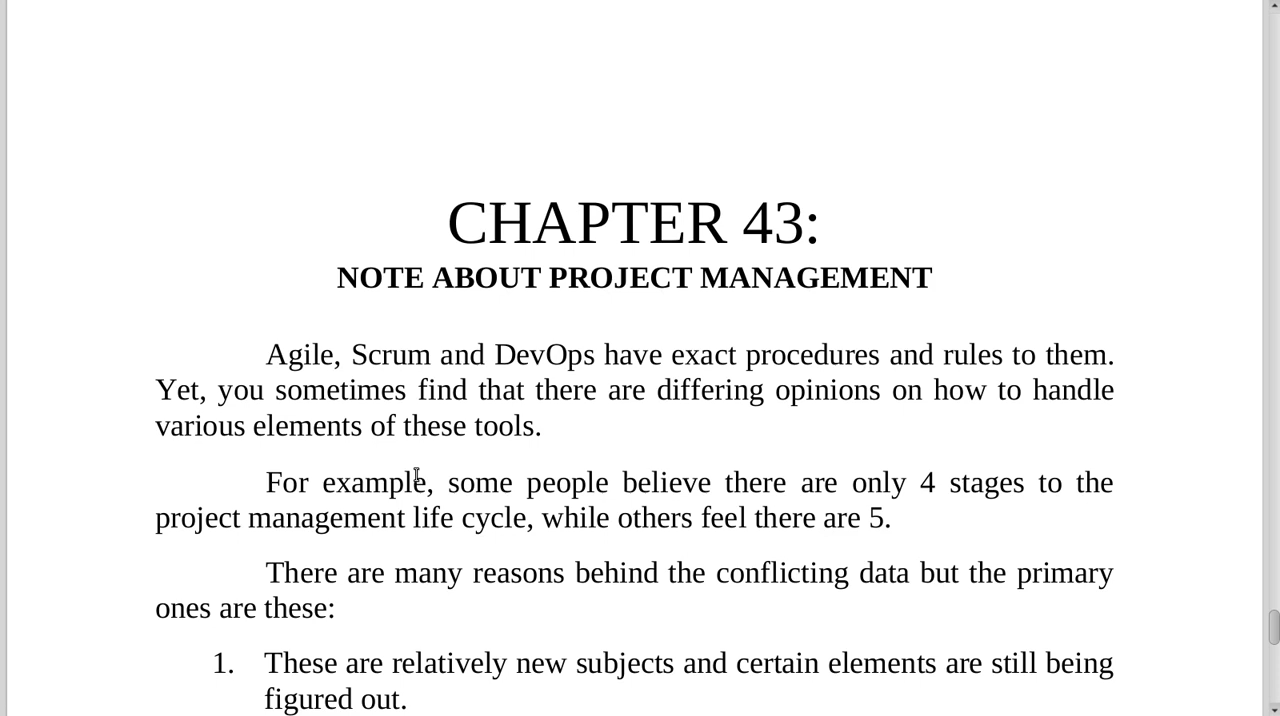 CHAPTER 43:
NOTE ABOUT PROJECT MANAGEMENT
Agile, Scrum and DevOps have exact procedures and rules to them.
Yet, you sometimes find that there are differing opinions on how to handle
various elements of these tools.
For example, some people believe there are only 4 stages to the
project management life cycle, while others feel there are 5.
There are many reasons behind the conflicting data but the primary
ones are these:
1. These are relatively new subjects and certain elements are still being
figured out.